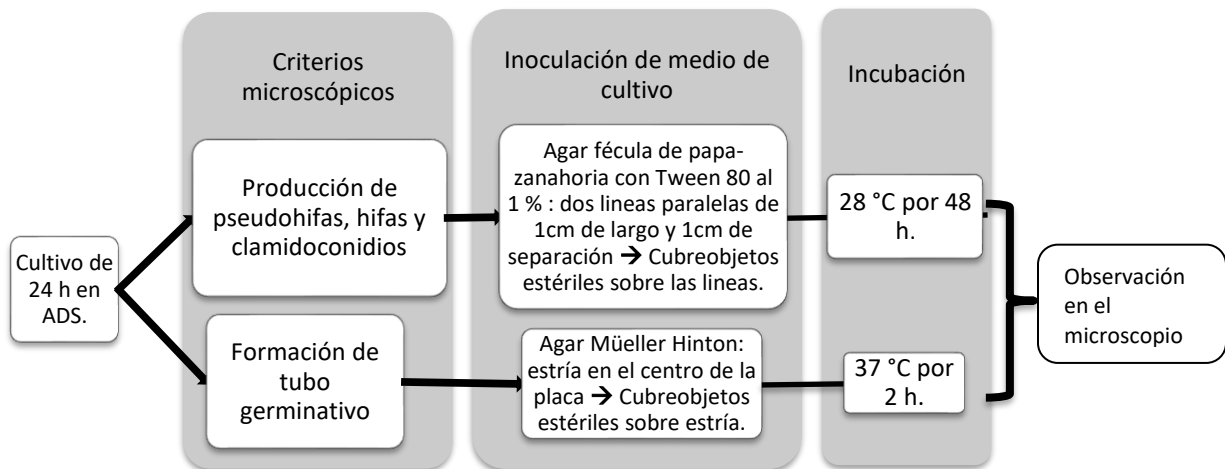 Criterios
microscópicos
Inoculación de medio de
cultivo
Incubación
Cultivo de
24 h en
ADS.
Producción de
pseudohifas, hifas y
clamidoconidios
Agar fécula de papa-
zanahoria con Tween 80 al
1 % : dos lineas paralelas de
1cm de largo y 1cm de
separación → Cubreobjetos
estériles sobre las lineas.
28 °C por 48
h.
Formación de
tubo
germinativo
Agar Müeller Hinton:
estría en el centro de la
placa → Cubreobjetos
estériles sobre estría.
37 °C por
2 h.
Observación
en el
microscopio